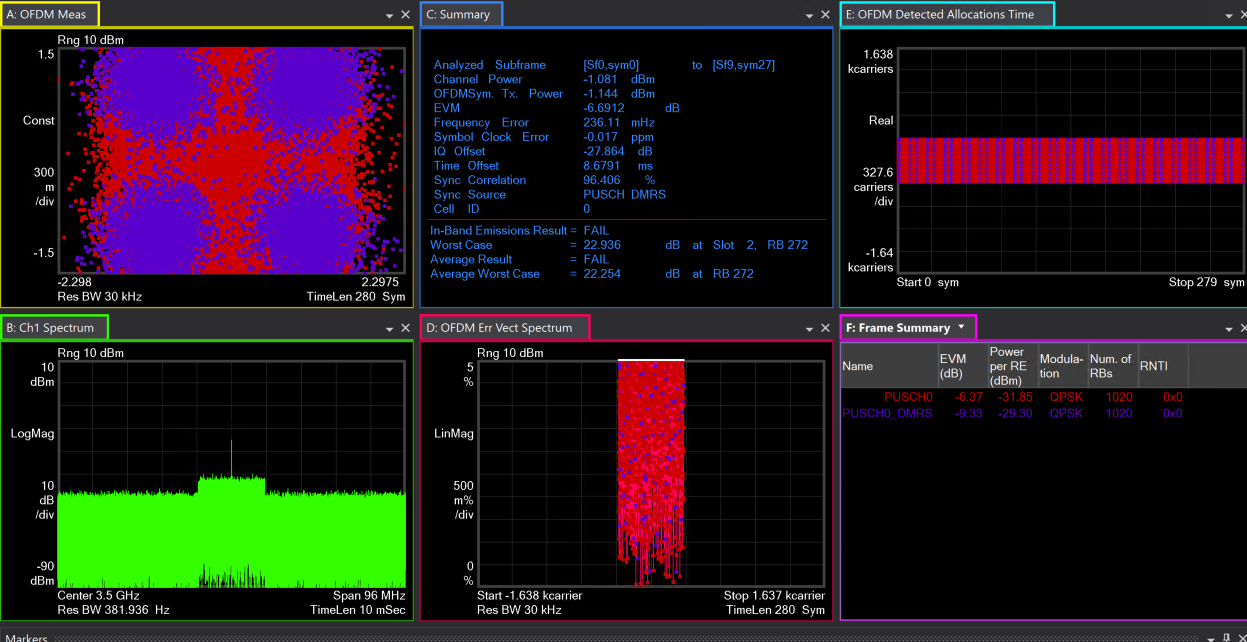 A: OFDM Meas
Rng 10 dBm
1.5
Const
300
m
/div
-1.5
-2.298
2.2975
Res BW 30 kHz
TimeLen 280 Sym
C: Summary
Analyzed Subframe [Sf0,sym0] to [Sf9,sym27]
Channel Power -1.081 dBm
OFDMSym. Tx. Power -1.144 dBm
EVM -6.6912 dB
Frequency Error 236.11 mHz
Symbol Clock Error -0.017 ppm
IQ Offset -27.864 dB
Time Offset 8.6791 ms
Sync Correlation 96.406 %
Sync Source PUSCH DMRS
Cell ID 0
In-Band Emissions Result = FAIL
Worst Case = 22.936 dB at Slot 2, RB 272
Average Result = FAIL
Average Worst Case = 22.254 dB at RB 272
E: OFDM Detected Allocations Time
1.638
kcarriers
Real
327.6
carriers
/div
-1.64
kcarriers
Start 0 sym
Stop 279 sym
B: Ch1 Spectrum
Rng 10 dBm
10
dBm
LogMag
10
dB
/div
-90
dBm
Center 3.5 GHz
Span 96 MHz
Res BW 381.936 Hz
TimeLen 10 mSec
D: OFDM Err Vect Spectrum
Rng 10 dBm
5
%
LinMag
500
m%
/div
0
%
Start -1.638 kcarrier
Stop 1.637 kcarrier
Res BW 30 kHz
TimeLen 280 Sym
F: Frame Summary
Name EVM (dB) Power per RE (dBm) Modula-tion Num. of RBs RNTI
PUSCH0 -6.37 -31.85 QPSK 1020 0x0
PUSCH0_DMRS -9.33 -29.30 QPSK 1020 0x0
Markers